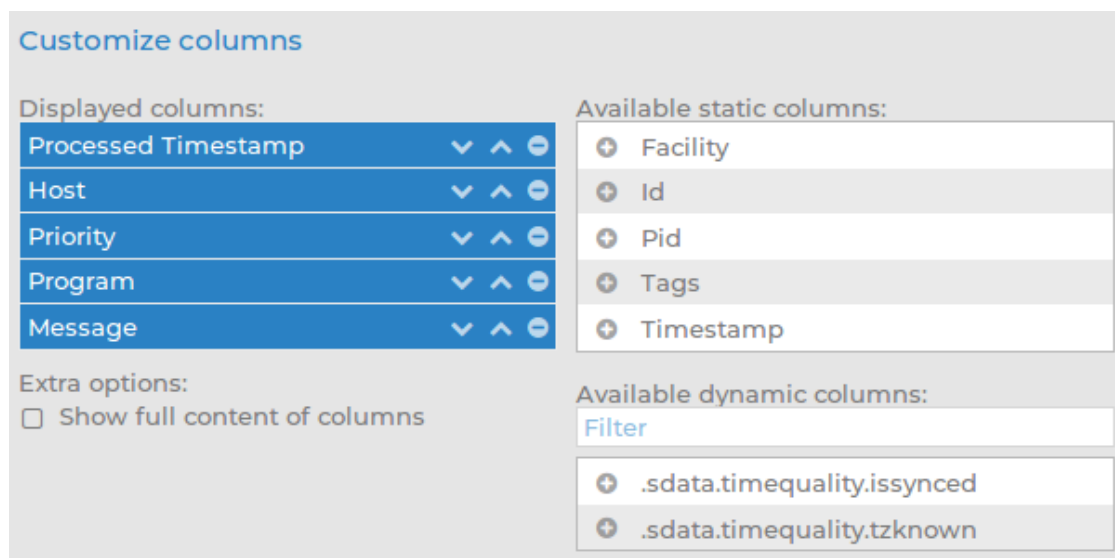 Customize columns
Displayed columns:
Processed Timestamp
Host
Priority
Program
Message
Extra options:
Show full content of columns
Available static columns:
Facility
Id
Pid
Tags
Timestamp
Available dynamic columns:
Filter
.sdata.timequality.issynced
.sdata.timequality.tzknown